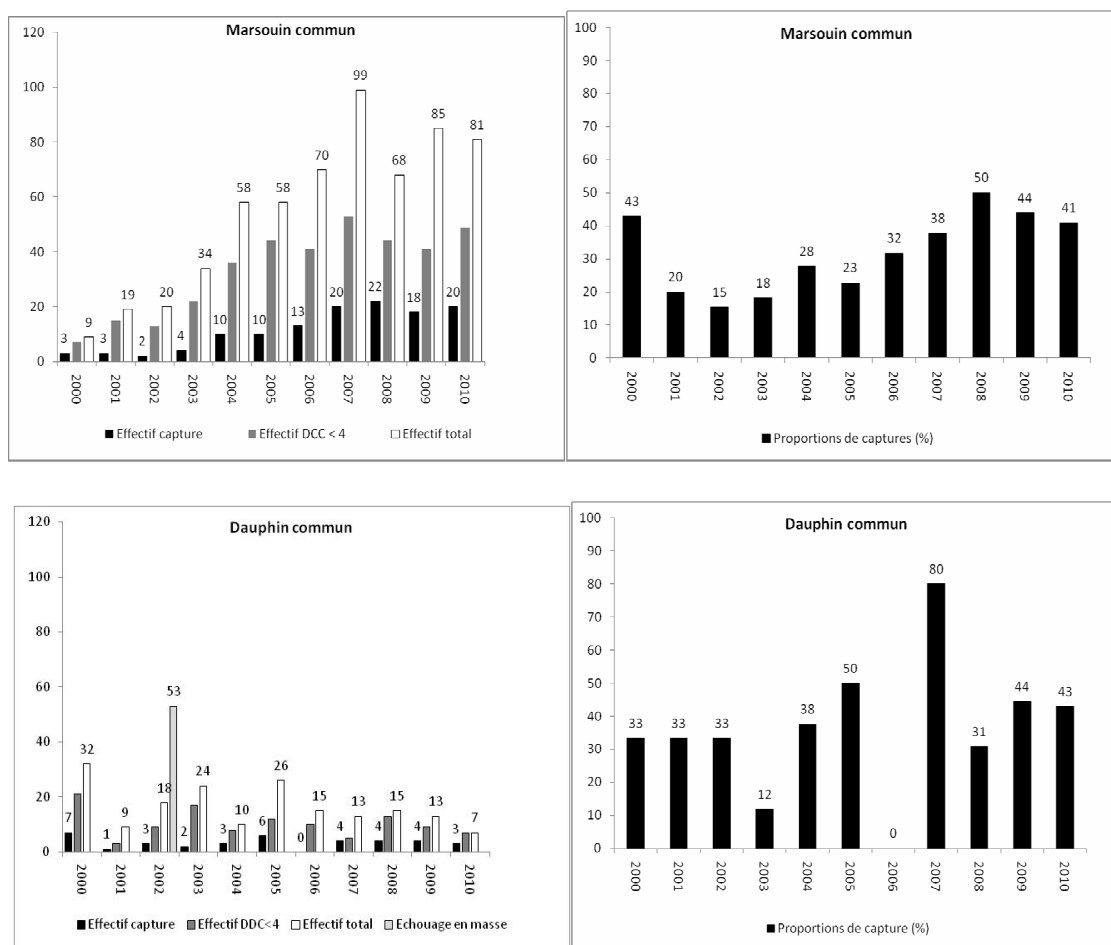 Marsouin commun
120
100
80
60
40
20
0
3 9 3 19 2 20 4 34 10 58 10 58 13 70 20 99 22 68 18 85 20 81
2000 2001 2002 2003 2004 2005 2006 2007 2008 2009 2010
Effectif capture Effectif DCC < 4 Effectif total
Marsouin commun
100
90
80
70
60
50
40
30
20
10
0
43 20 15 18 28 23 32 38 50 44 41
2000 2001 2002 2003 2004 2005 2006 2007 2008 2009 2010
Proportions de captures (%)
Dauphin commun
120
100
80
60
40
20
0
7 32 1 9 3 18 53 2 24 3 10 6 26 0 15 4 13 4 15 4 13 3 7
2000 2001 2002 2003 2004 2005 2006 2007 2008 2009 2010
Effectif capture Effectif DDC<4 Effectif total Echouage en masse
Dauphin commun
100
90
80
70
60
50
40
30
20
10
0
33 33 33 12 38 50 0 80 31 44 43
2000 2001 2002 2003 2004 2005 2006 2007 2008 2009 2010
Proportions de capture (%)